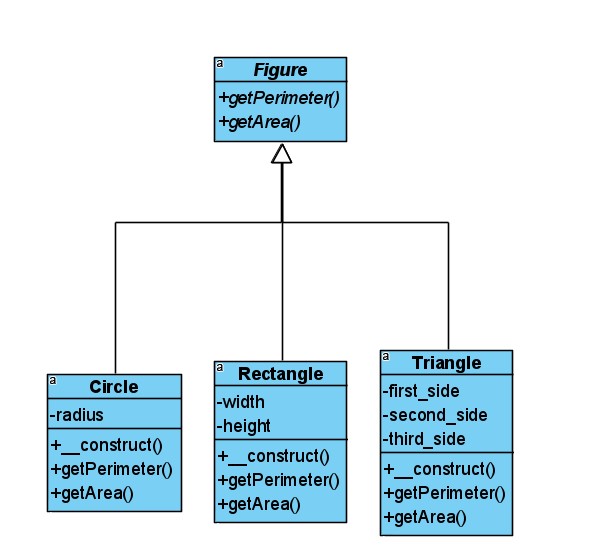 a
Figure
+getPerimeter()
+getArea()
a
Circle
-radius
+__construct()
+getPerimeter()
+getArea()
a
Rectangle
-width
-height
+__construct()
+getPerimeter()
+getArea()
a
Triangle
-first_side
-second_side
-third_side
+__construct()
+getPerimeter()
+getArea()